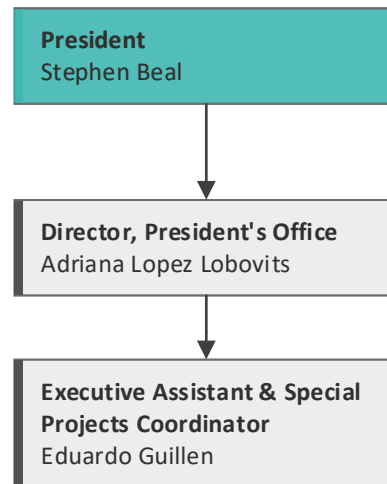 President
Stephen Beal
Director, President's Office
Adriana Lopez Lobovits
Executive Assistant & Special
Projects Coordinator
Eduardo Guillen